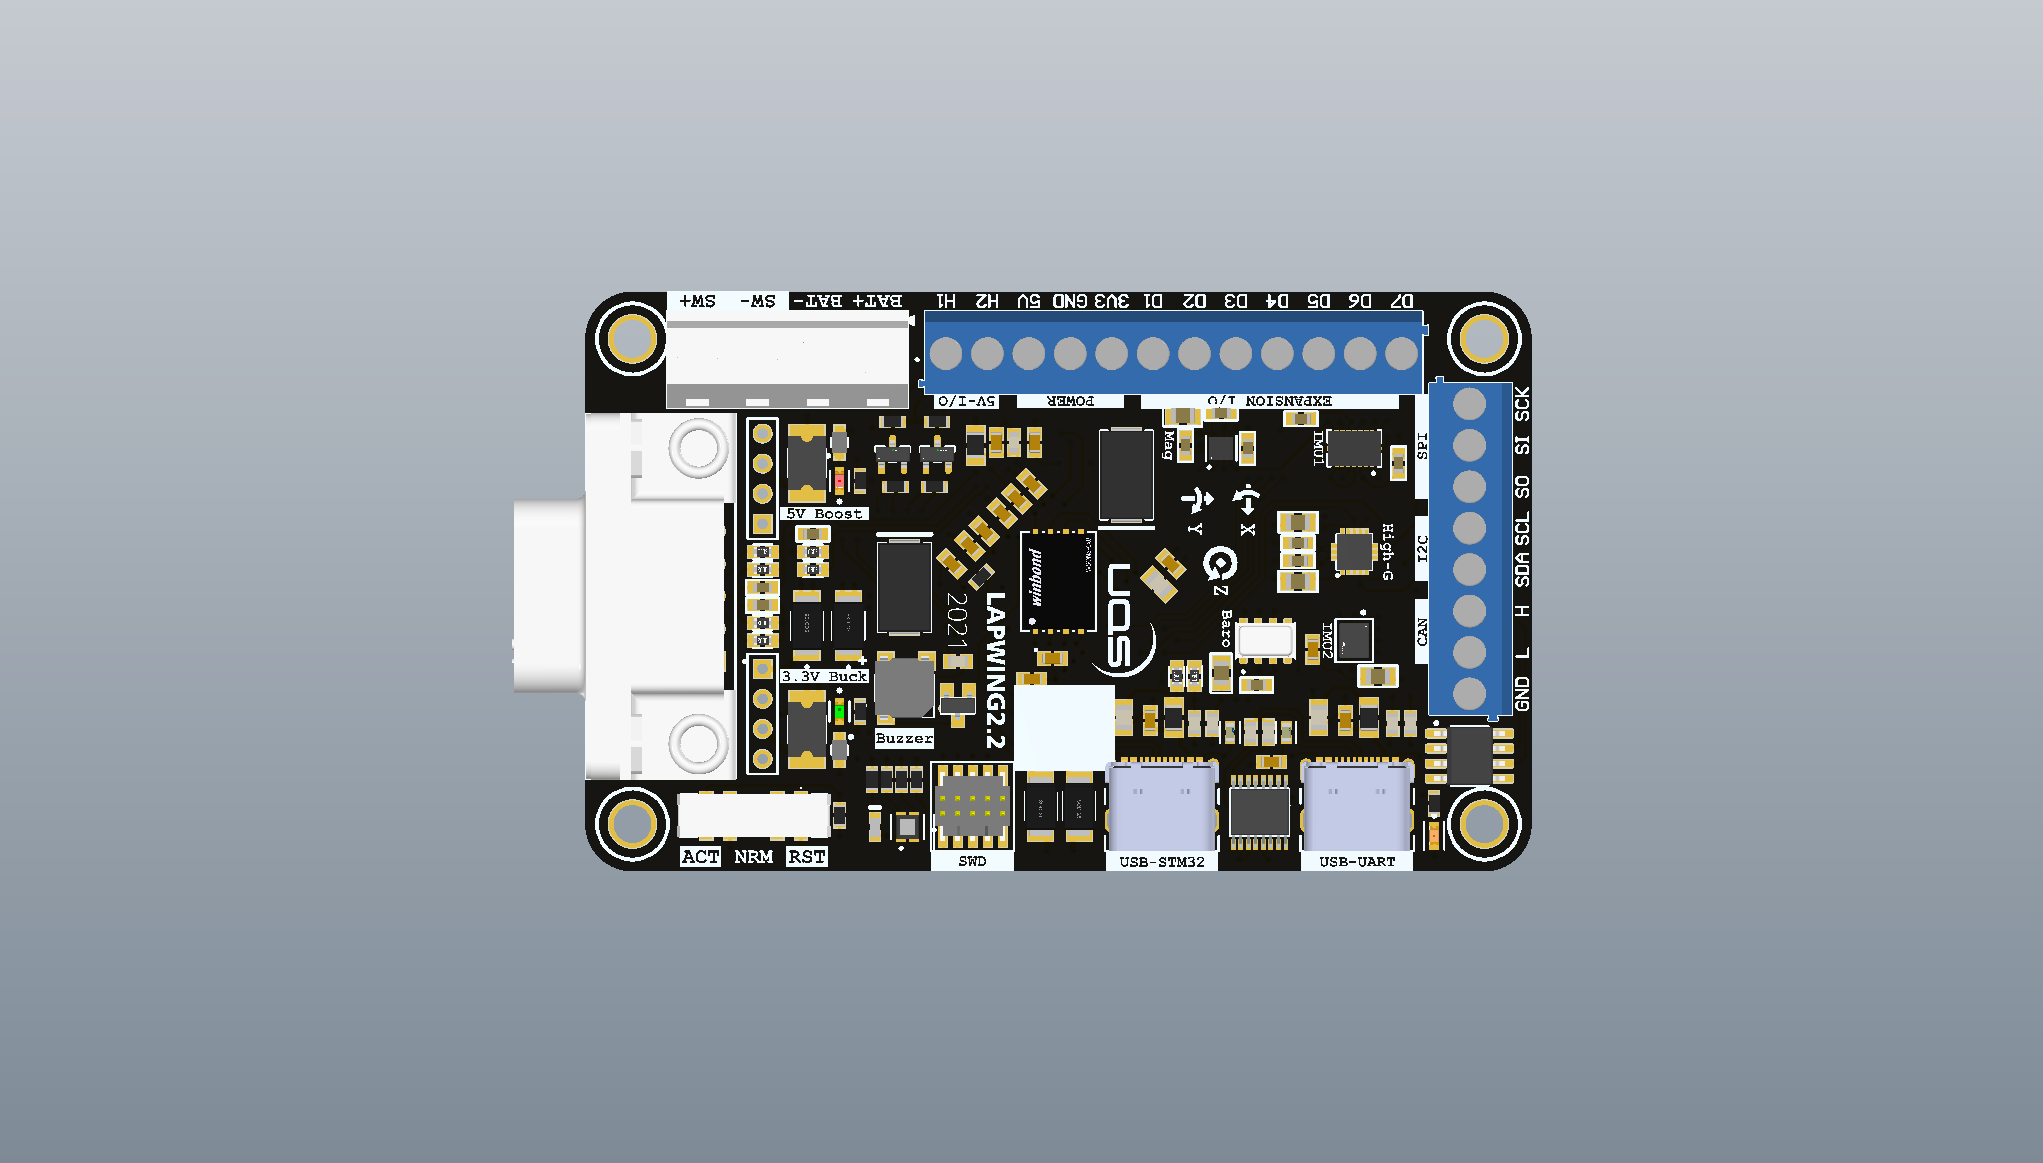 SW+ SW- BAT- BAT+
H1 H2 5V GND 3V3 D1 D2 D3 D4 D5 D6 D7
5V-I/O POWER EXPANSION I/O
SCK
SI
SO
SCL
SDA
H
L
GND
SPI
I2C
CAN
Mag
IMU1
5V Boost
Y X
High-G
winbond
Z
UQS
2021
LAPWING2.2
Baro
IMU2
3.3V Buck
Buzzer
ACT NRM RST
SWD
USB-STM32
USB-UART